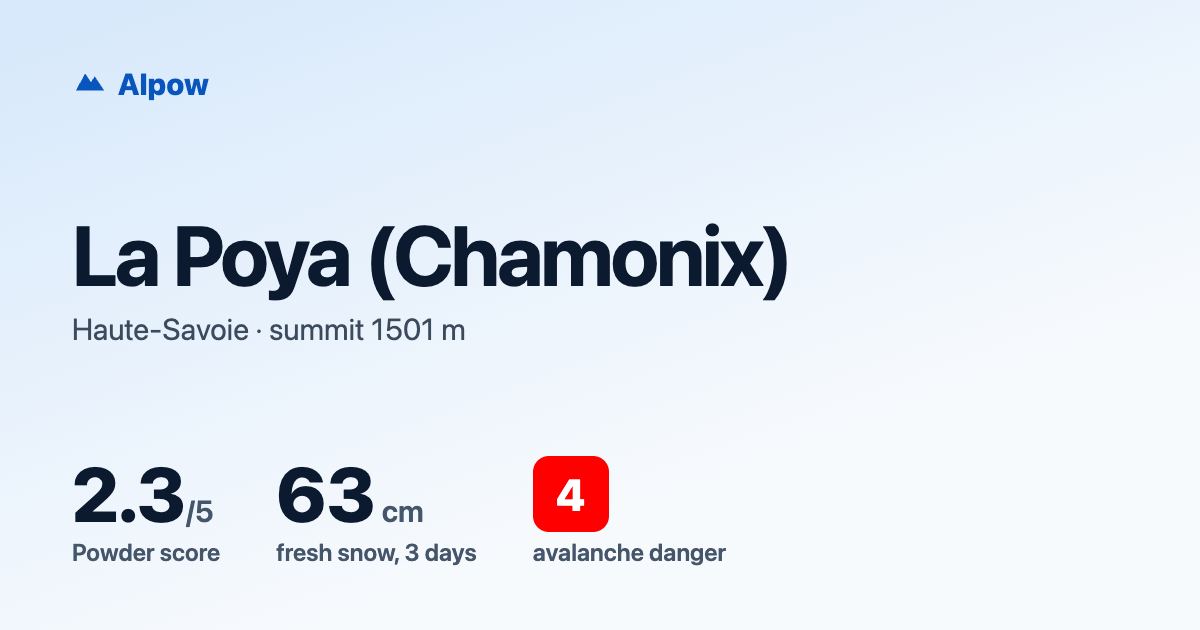 Alpow
La Poya (Chamonix)
Haute-Savoie · summit 1501 m
2.3/5 63 cm 4
Powder score fresh snow, 3 days avalanche danger